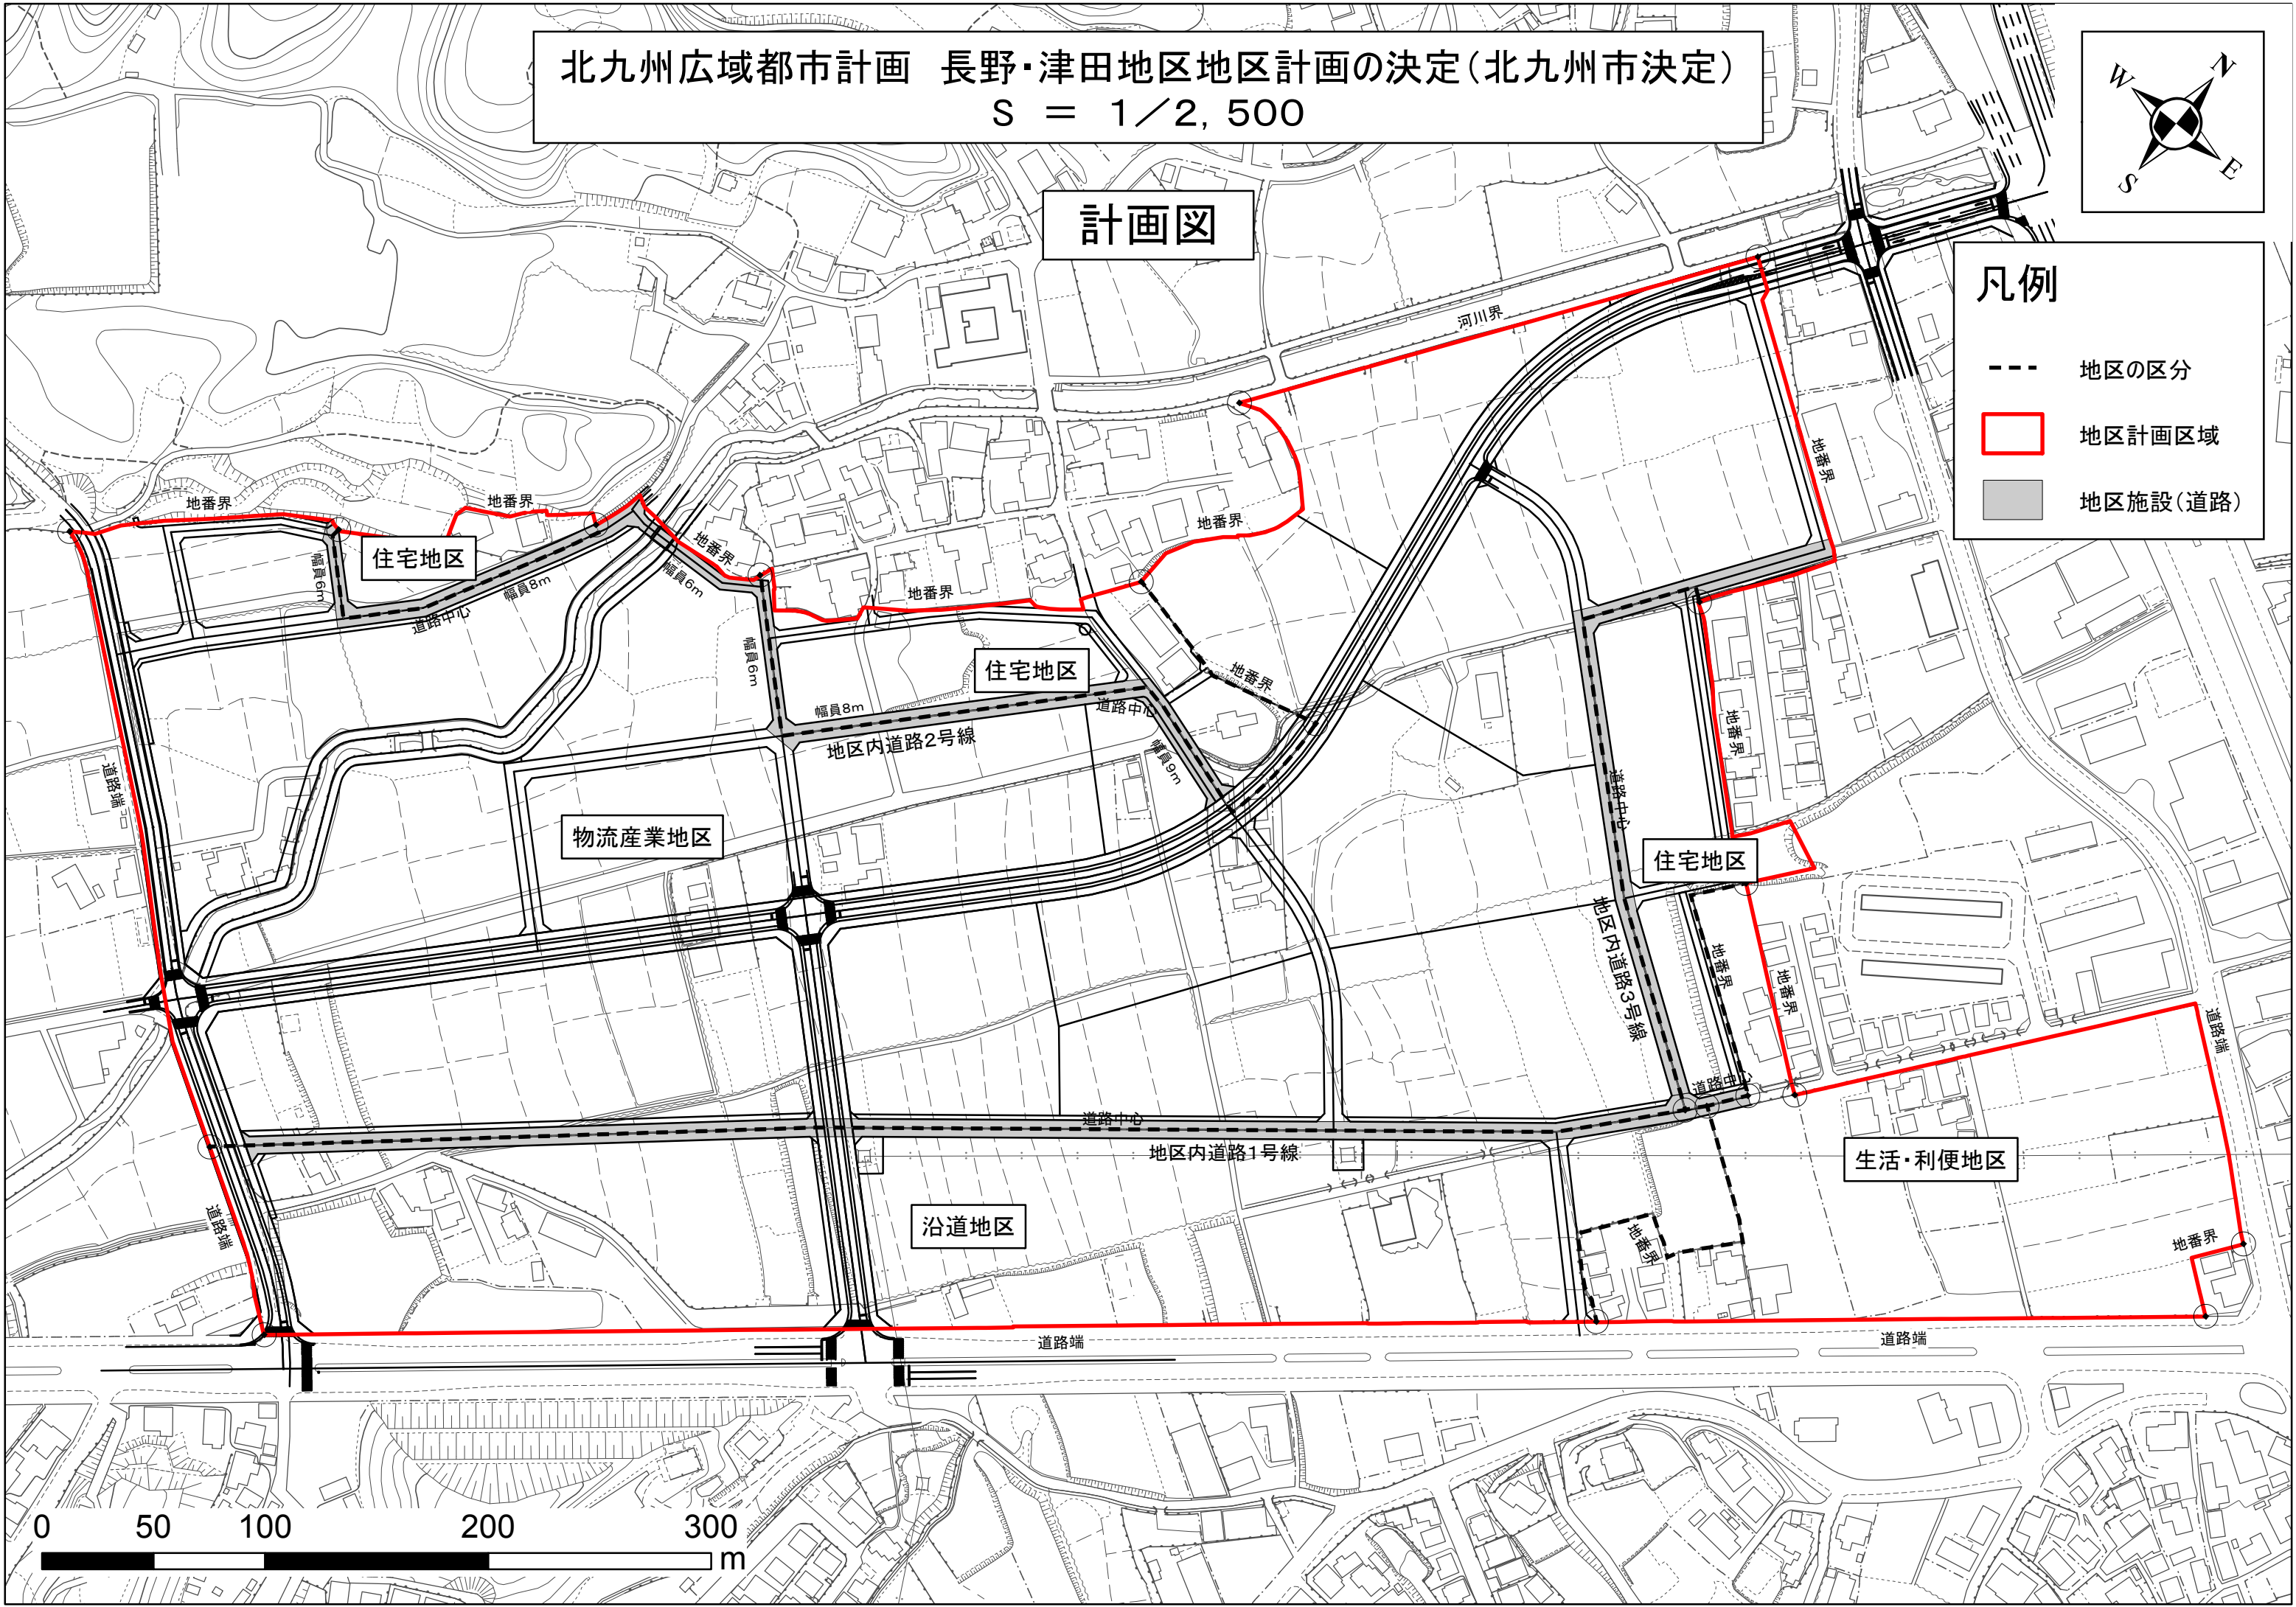 北九州広域都市計画　長野・津田地区地区計画の決定(北九州市決定)
S ＝ 1／2, 500
計画図
W
N
S
E
凡例
地区の区分
地区計画区域
地区施設(道路)
河川界
地番界
地番界
地番界
地番界
地番界
地番界
住宅地区
幅員6m
幅員8m
道路中心
幅員6m
幅員6m
住宅地区
地番界
幅員8m
道路中心
地区内道路2号線
幅員9m
道路端
物流産業地区
地番界
道路中心
住宅地区
地区内道路3号線
地番界
地番界
道路中心
道路端
道路中心
地区内道路1号線
生活・利便地区
沿道地区
道路端
地番界
地番界
道路端
道路端
0 50 100 200 300
m